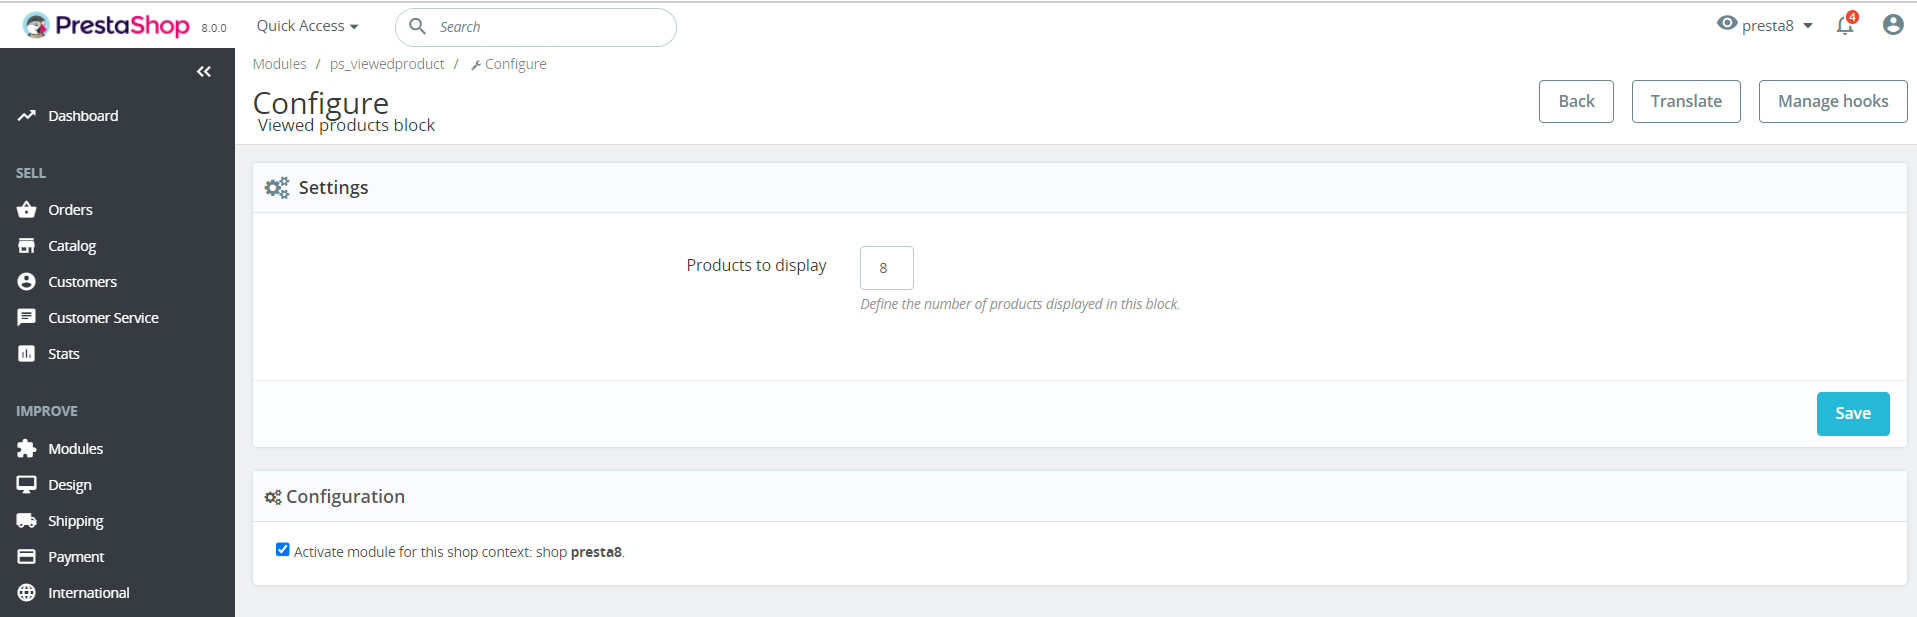 PrestaShop 8.0.0 Quick Access Search presta8 4
Modules / ps_viewedproduct / Configure
Configure
Viewed products block
Back Translate Manage hooks
Dashboard
SELL
Orders
Catalog
Customers
Customer Service
Stats
IMPROVE
Modules
Design
Shipping
Payment
International
Settings
Products to display 8
Define the number of products displayed in this block.
Save
Configuration
Activate module for this shop context: shop presta8.